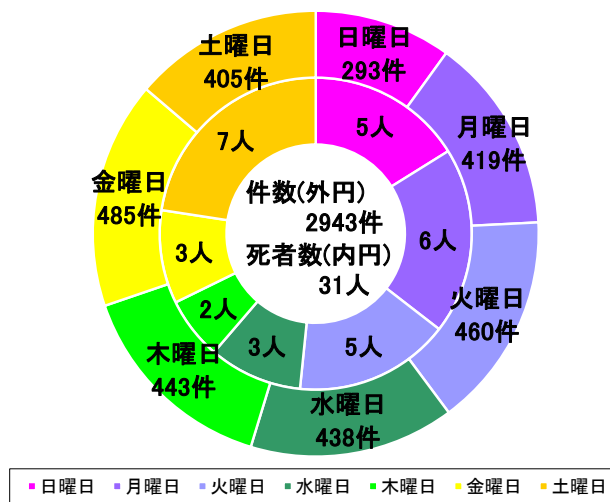 日曜日
293件
月曜日
419件
火曜日
460件
水曜日
438件
木曜日
443件
金曜日
485件
土曜日
405件
5人
6人
5人
3人
2人
3人
7人
件数(外円)
2943件
死者数(内円)
31人
日曜日 月曜日 火曜日 水曜日 木曜日 金曜日 土曜日